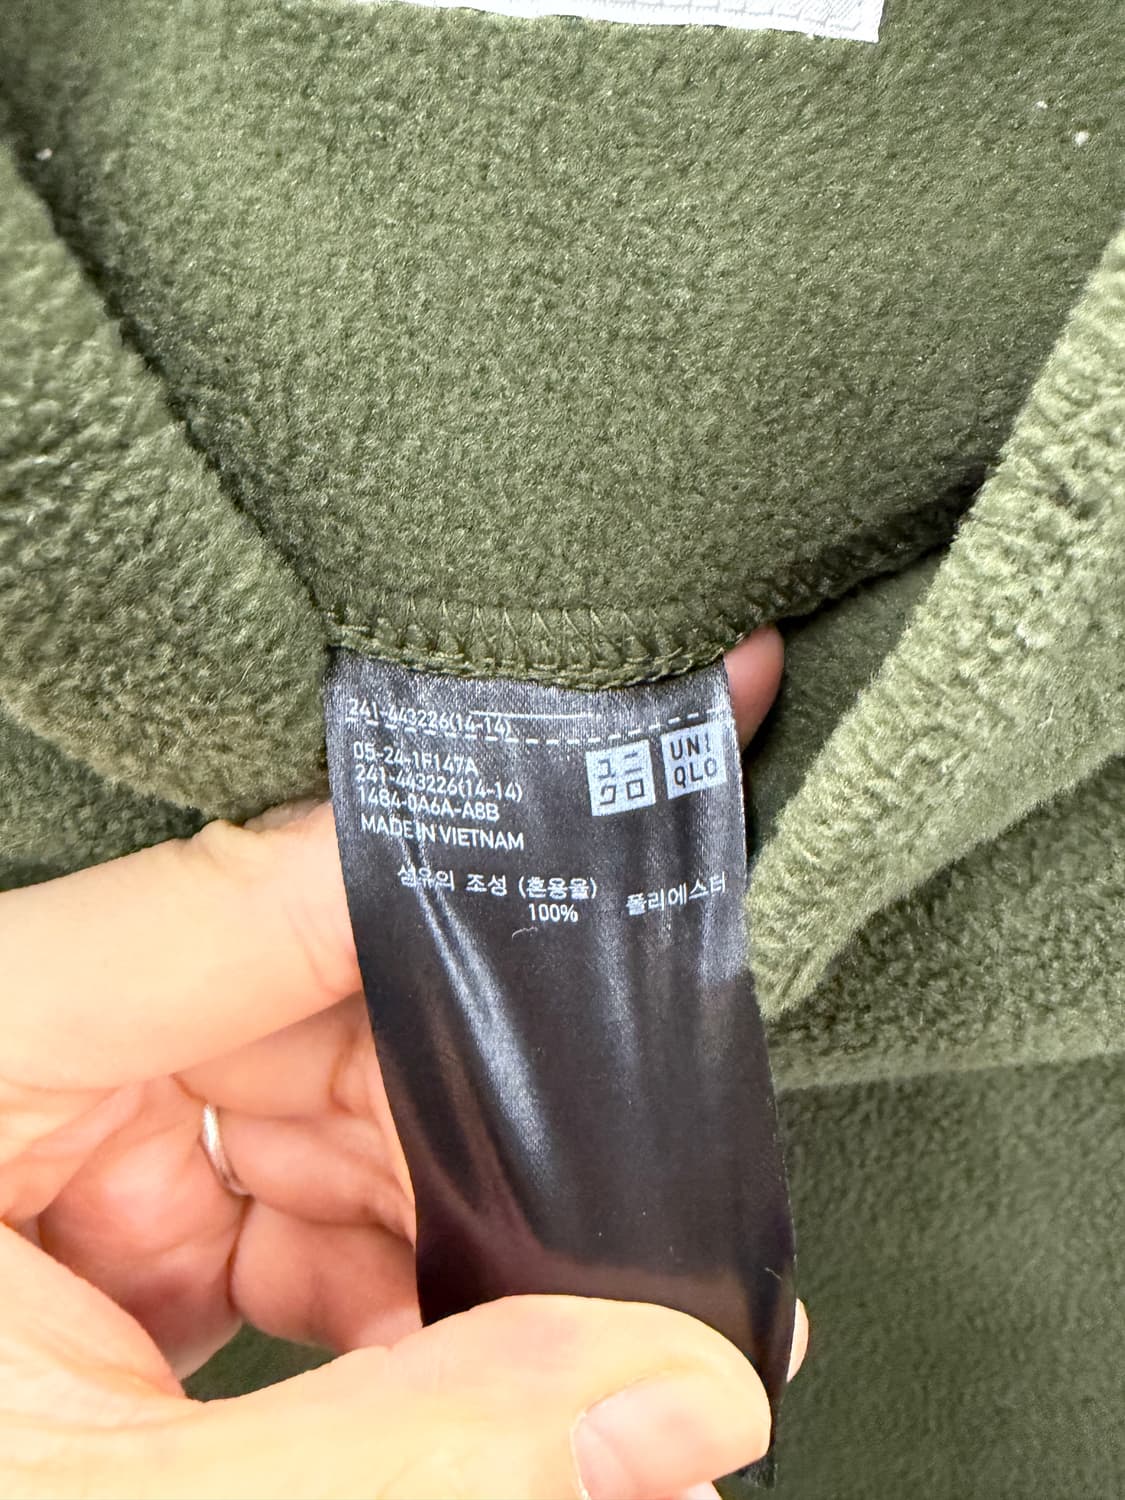 241-443226(14-14)
05-24-1F147A
241-443226(14-14)
1484-0A6A-A8B
MADE IN VIETNAM
ユニ
クロ
UNI
QLO
섬유의 조성 (혼용율) 폴리에스터
100%